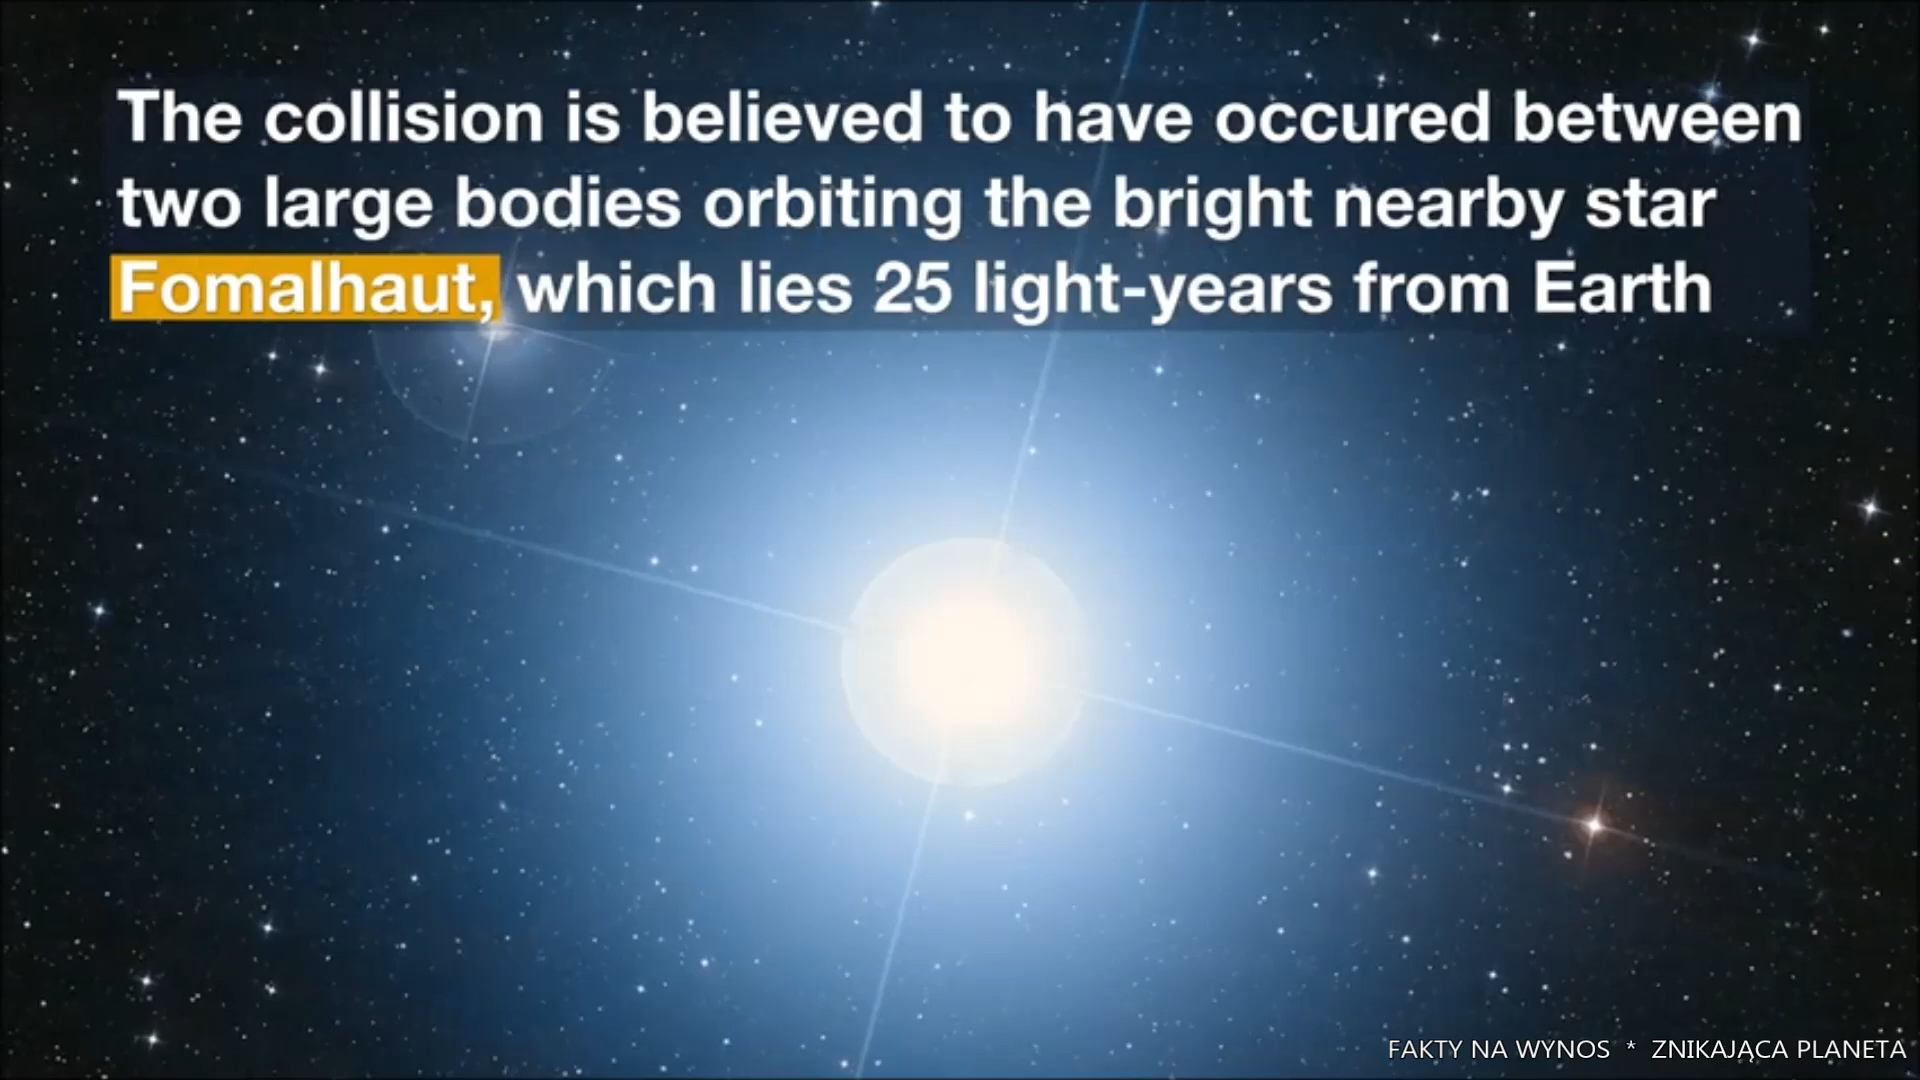 The collision is believed to have occured between
two large bodies orbiting the bright nearby star
Fomalhaut, which lies 25 light-years from Earth
FAKTY NA WYNOS * ZNIKAJĄCA PLANETA